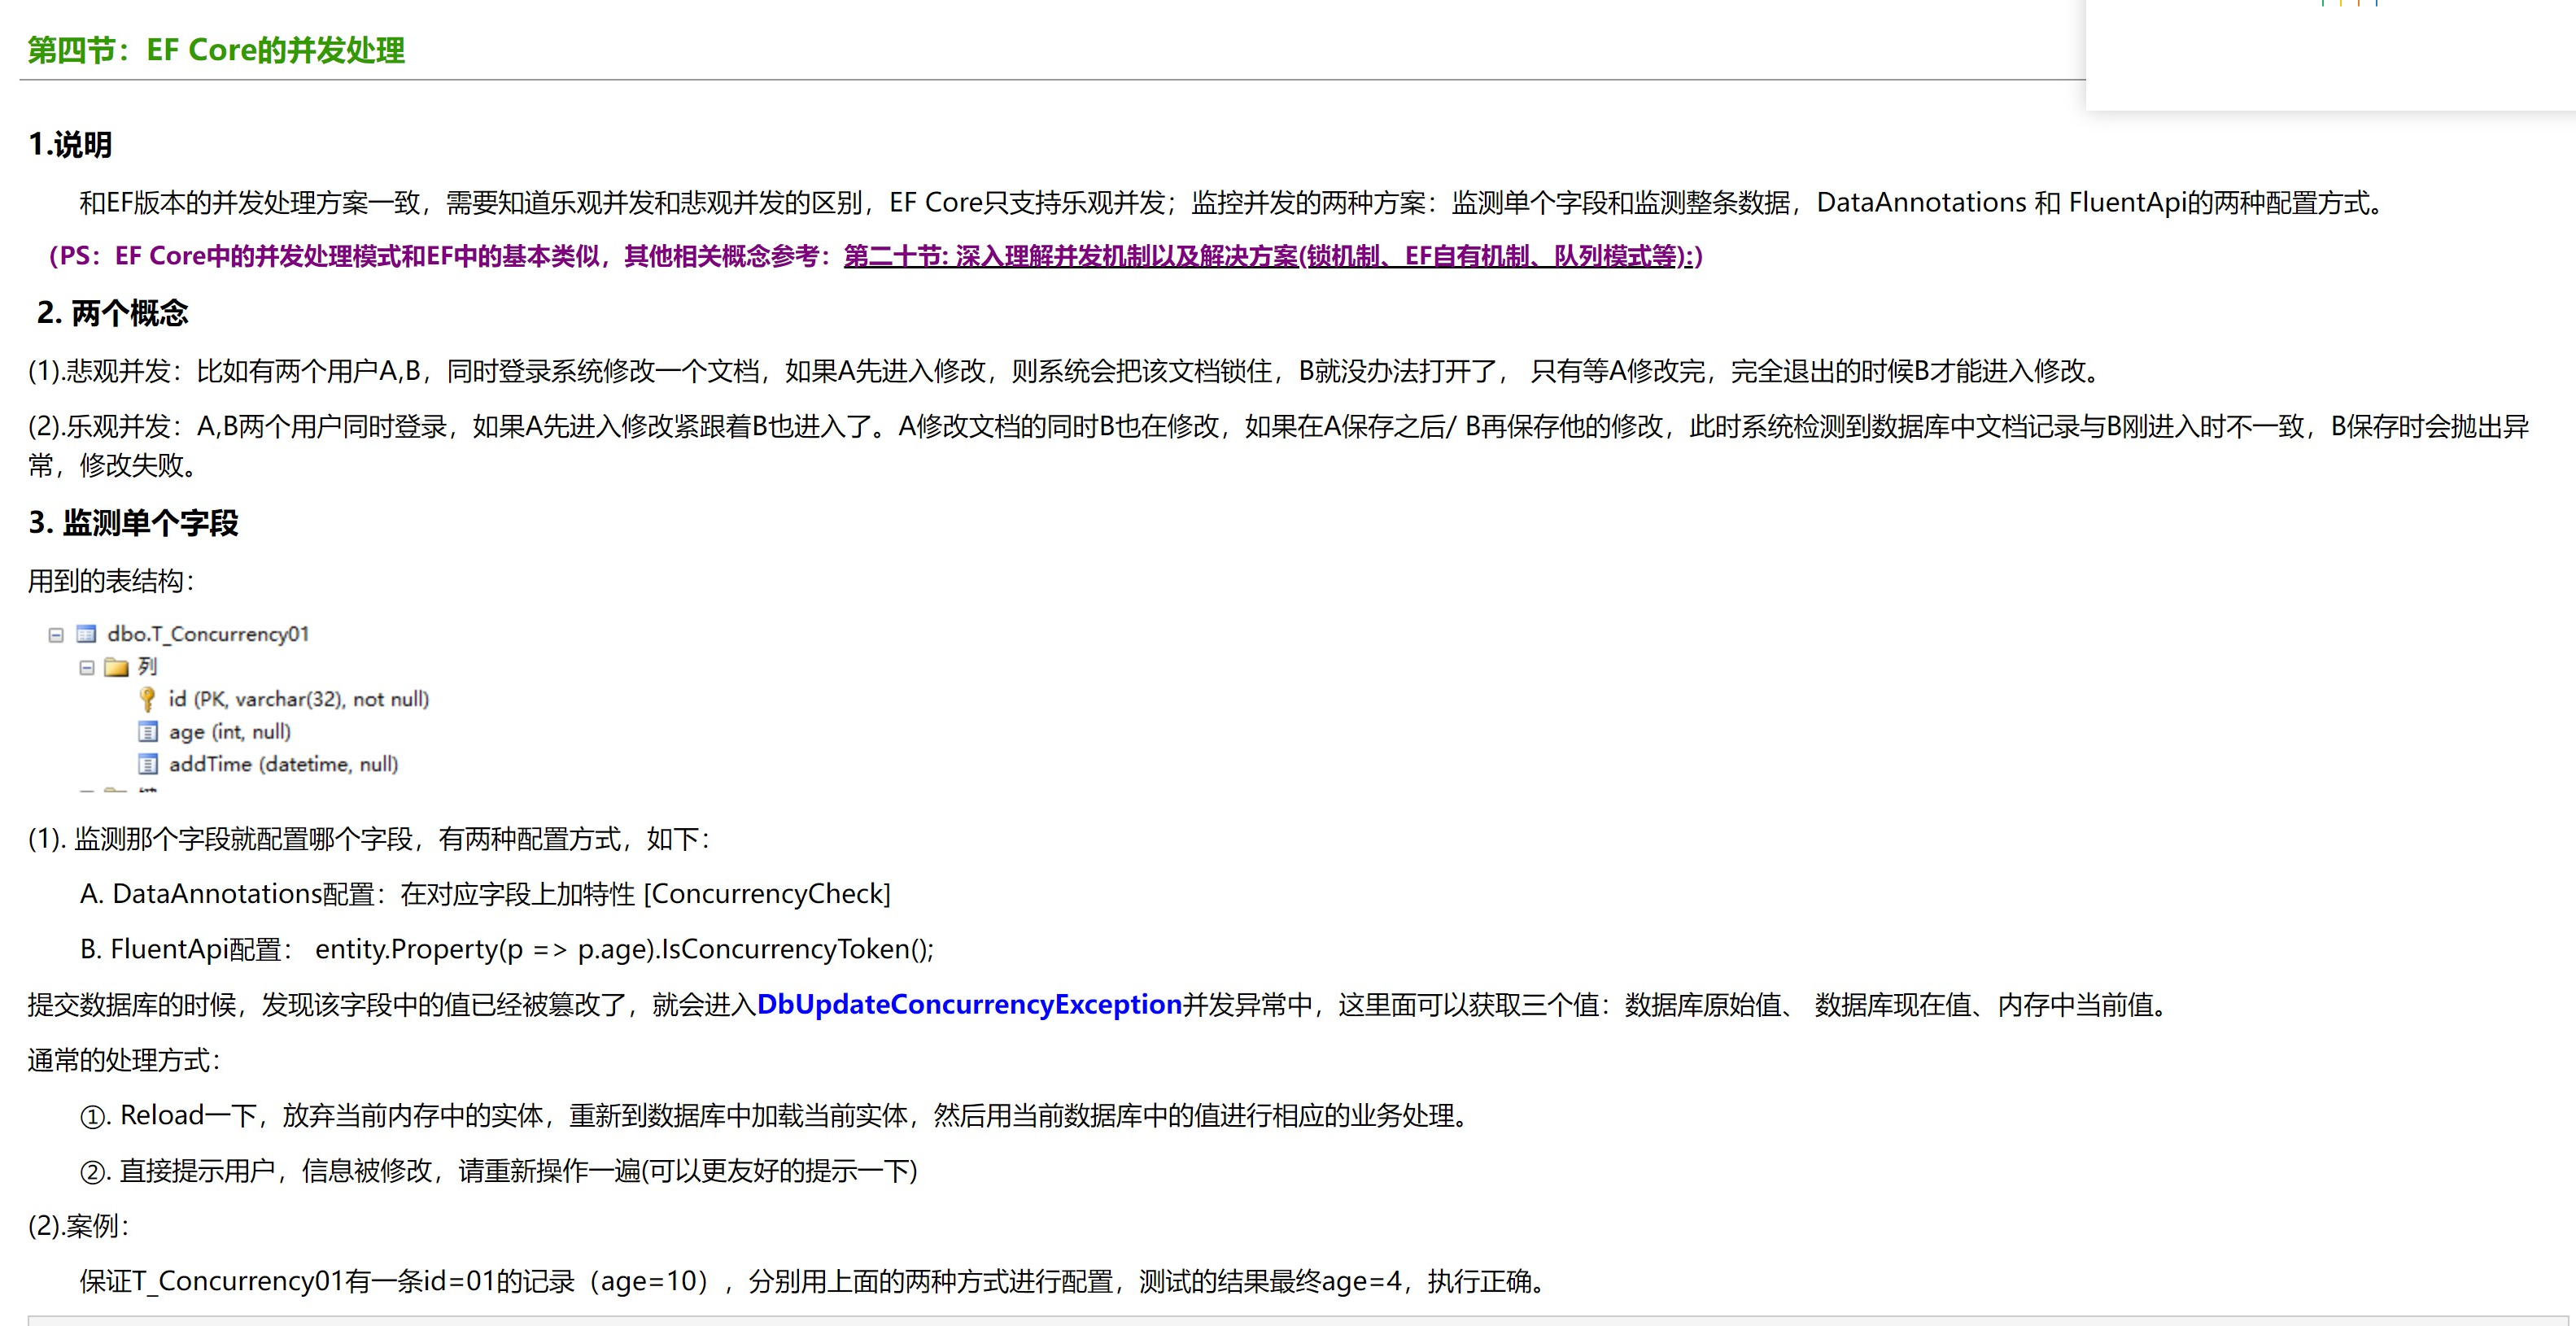 第四节：EF Core的并发处理
1.说明
和EF版本的并发处理方案一致，需要知道乐观并发和悲观并发的区别，EF Core只支持乐观并发；监控并发的两种方案：监测单个字段和监测整条数据，DataAnnotations 和 FluentApi的两种配置方式。
（PS：EF Core中的并发处理模式和EF中的基本类似，其他相关概念参考：第二十节: 深入理解并发机制以及解决方案(锁机制、EF自有机制、队列模式等);:)
2. 两个概念
(1).悲观并发：比如有两个用户A,B，同时登录系统修改一个文档，如果A先进入修改，则系统会把该文档锁住，B就没办法打开了， 只有等A修改完，完全退出的时候B才能进入修改。
(2).乐观并发：A,B两个用户同时登录，如果A先进入修改紧跟着B也进入了。A修改文档的同时B也在修改，如果在A保存之后/ B再保存他的修改，此时系统检测到数据库中文档记录与B刚进入时不一致，B保存时会抛出异
常，修改失败。
3. 监测单个字段
用到的表结构：
dbo.T_Concurrency01
列
id (PK, varchar(32), not null)
age (int, null)
addTime (datetime, null)
(1). 监测那个字段就配置哪个字段，有两种配置方式，如下：
A. DataAnnotations配置：在对应字段上加特性 [ConcurrencyCheck]
B. FluentApi配置： entity.Property(p => p.age).IsConcurrencyToken();
提交数据库的时候，发现该字段中的值已经被篡改了，就会进入DbUpdateConcurrencyException并发异常中，这里面可以获取三个值：数据库原始值、 数据库现在值、内存中当前值。
通常的处理方式：
①. Reload一下，放弃当前内存中的实体，重新到数据库中加载当前实体，然后用当前数据库中的值进行相应的业务处理。
②. 直接提示用户，信息被修改，请重新操作一遍(可以更友好的提示一下)
(2).案例：
保证T_Concurrency01有一条id=01的记录（age=10），分别用上面的两种方式进行配置，测试的结果最终age=4，执行正确。